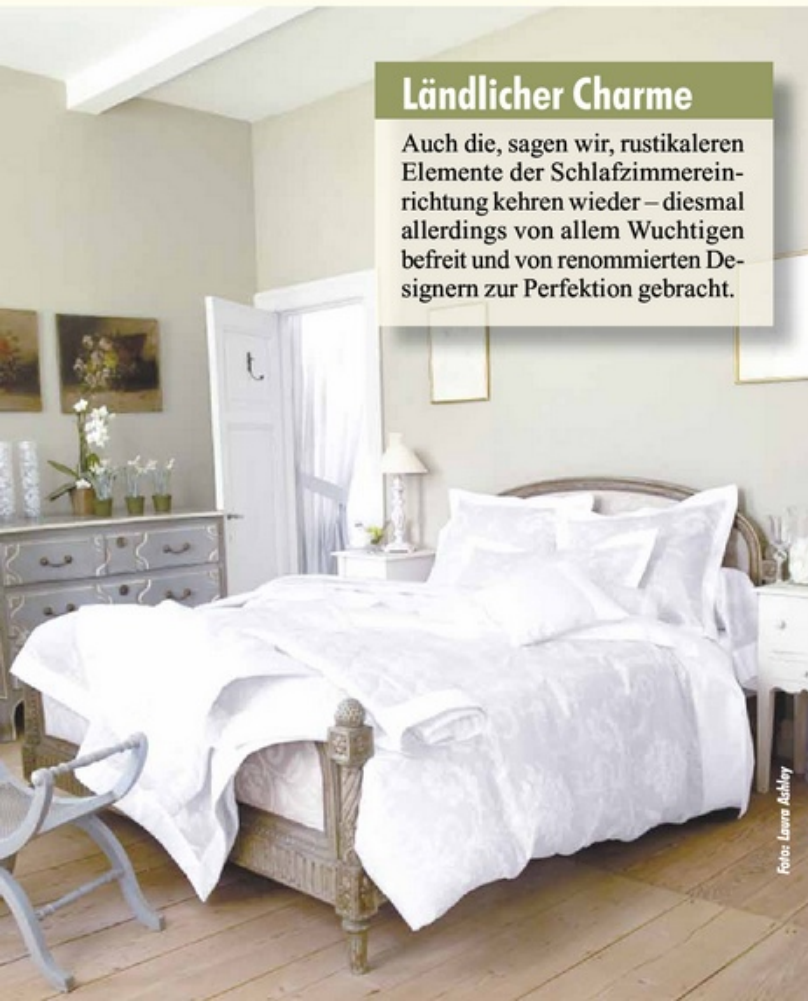 Ländlicher Charme
Auch die, sagen wir, rustikaleren
Elemente der Schlafzimmerein-
richtung kehren wieder – diesmal
allerdings von allem Wuchtigen
befreit und von renommierten De-
signern zur Perfektion gebracht.
Foto: Laura Ashley